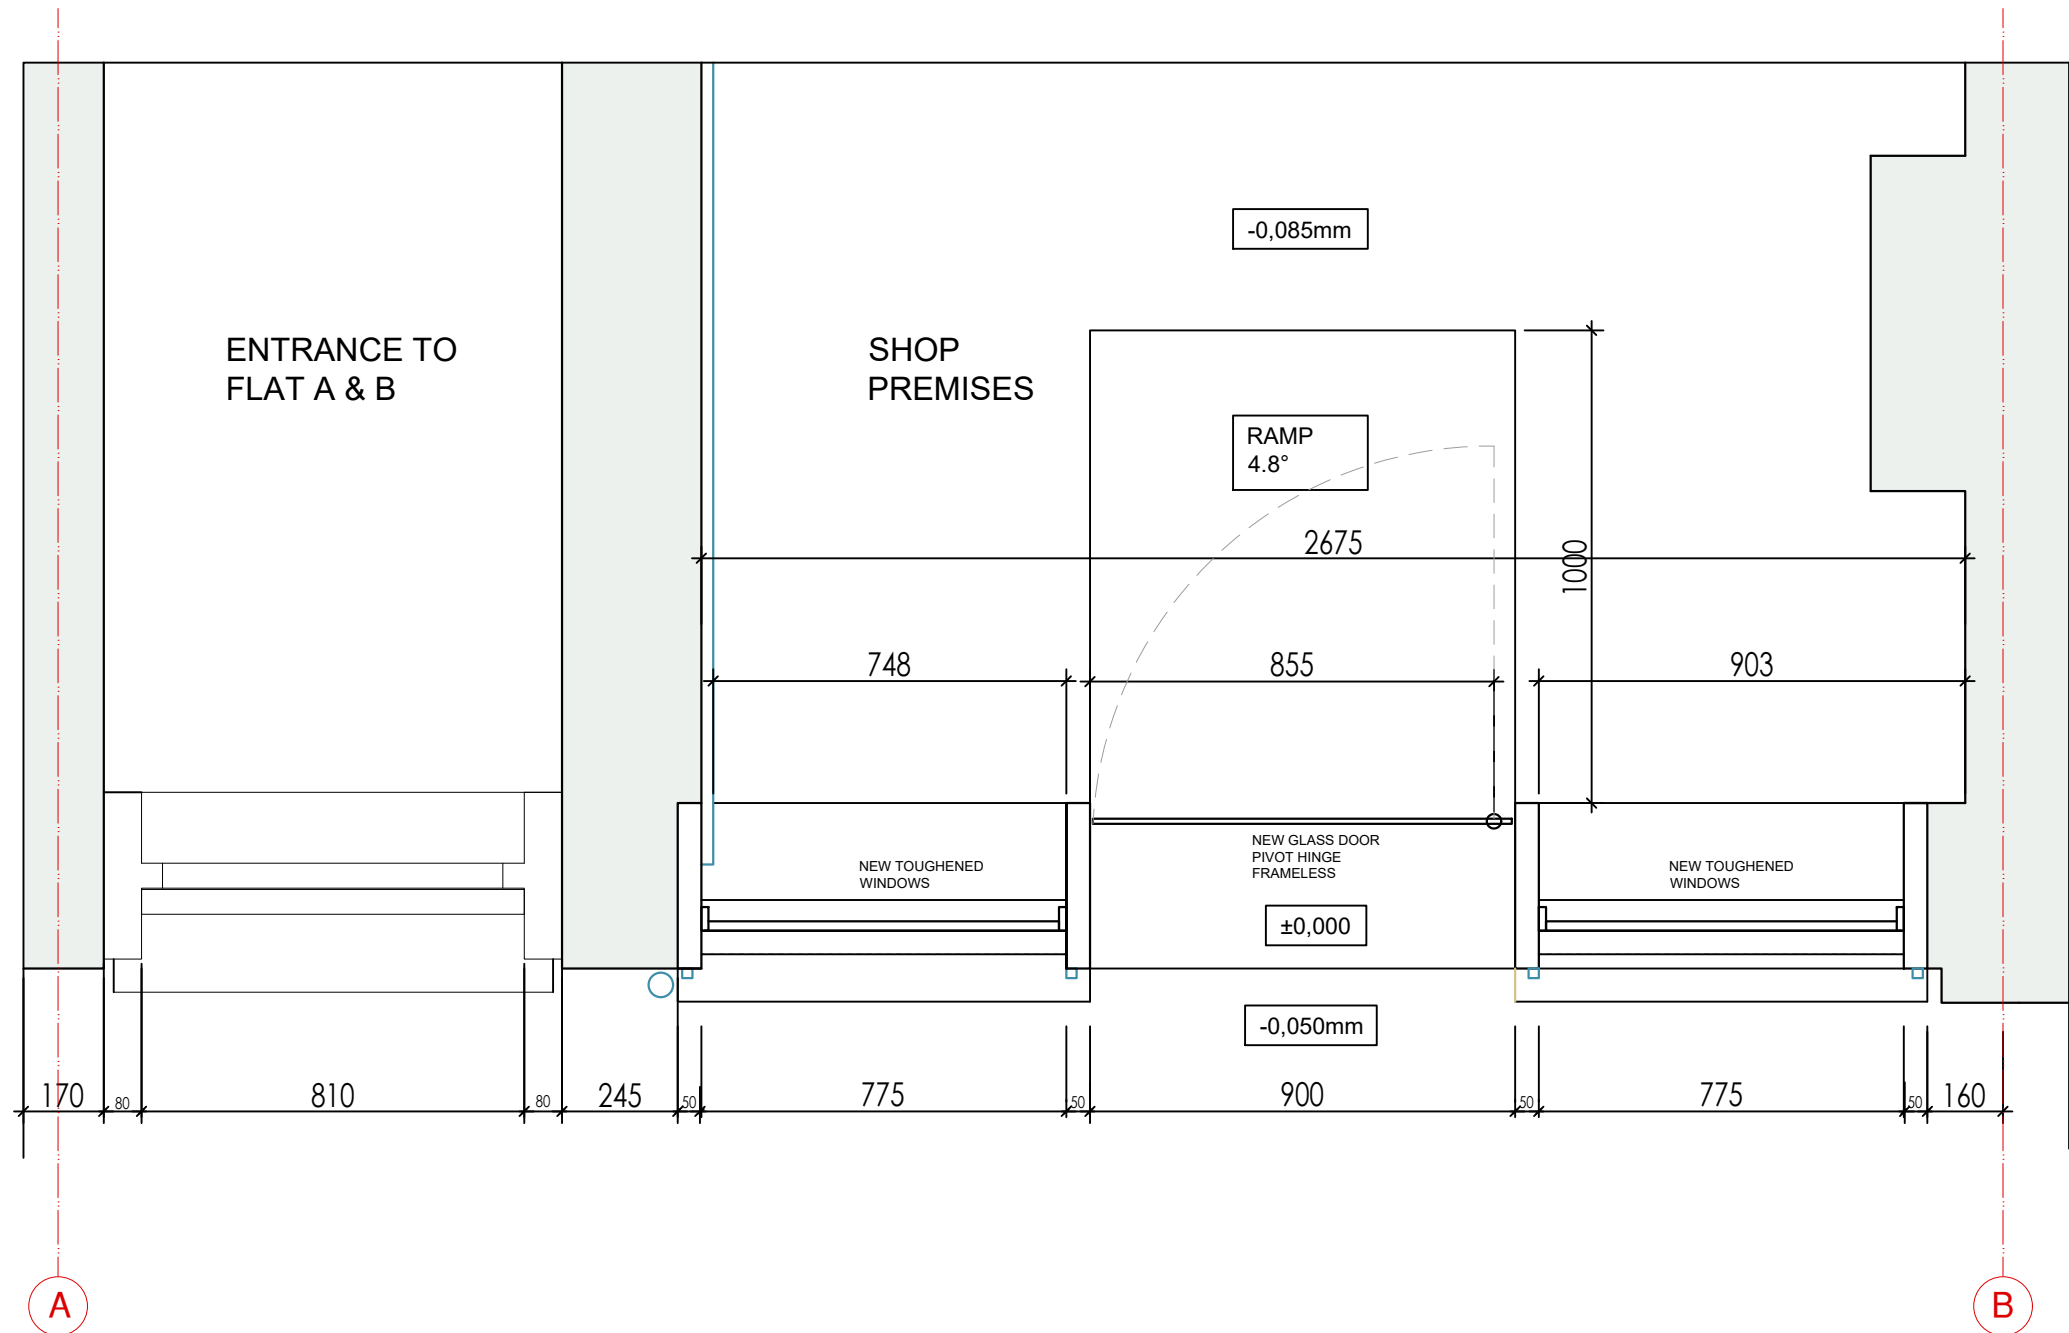 -0,085mm
ENTRANCE TO
FLAT A & B
SHOP
PREMISES
RAMP
4.8°
2675
1000
748
855
903
NEW TOUGHENED
WINDOWS
NEW GLASS DOOR
PIVOT HINGE
FRAMELESS
NEW TOUGHENED
WINDOWS
±0,000
-0,050mm
170 80 810 80 245 50 775 50 900 50 775 50 160
A
B